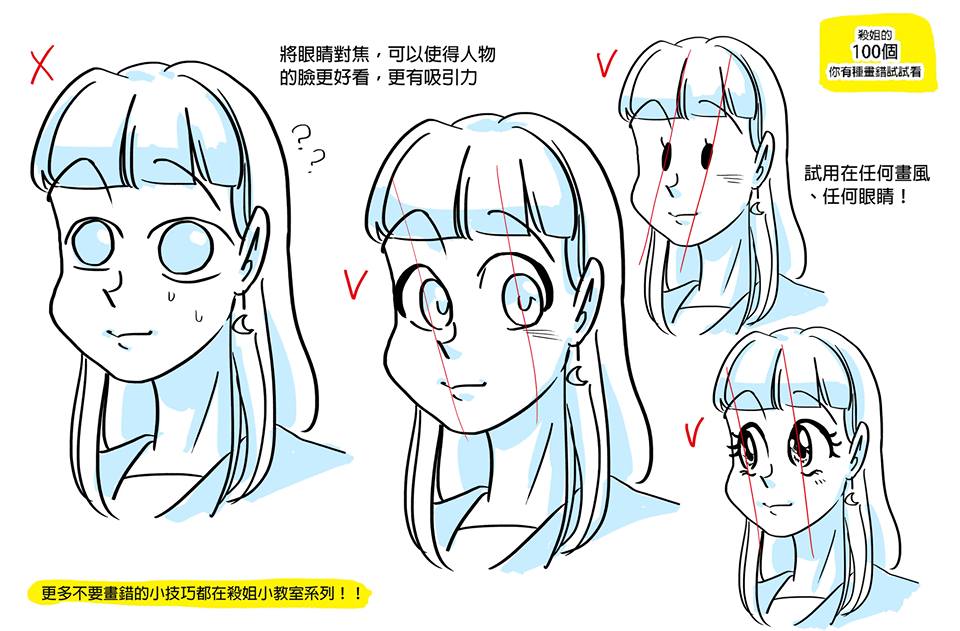 將眼睛對焦，可以使得人物
的臉更好看，更有吸引力
??
殺姐的
100個
你有種畫錯試試看
試用在任何畫風
、任何眼睛！
更多不要畫錯的小技巧都在殺姐小教室系列！！